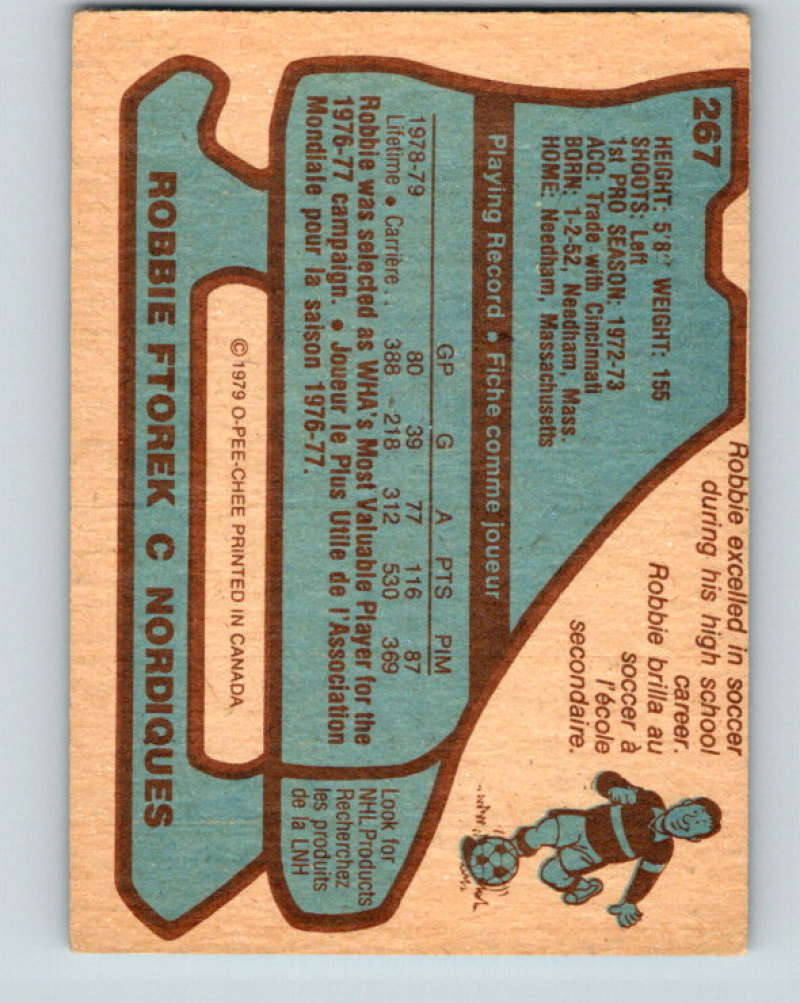 267
HEIGHT: 5'8" WEIGHT: 155
SHOOTS: Left
1st PRO SEASON: 1972-73
ACQ: Trade with Cincinnati
BORN: 1-2-52, Needham, Mass.
HOME: Needham, Massachusetts
Robbie excelled in soccer
during his high school
career.
Robbie brilla au
soccer à
l'école
secondaire.
Playing Record • Fiche comme joueur
GP G A PTS PIM
1978-79 80 39 77 116 87
Lifetime • Carrière .. 388 218 312 530 369
Robbie was selected as WHA's Most Valuable Player for the
1976-77 campaign. • Joueur le Plus Utile de l'Association
Mondiale pour la saison 1976-77.
Look for
NHL Products
Recherchez
les produits
de la LNH
©1979 O-PEE-CHEE PRINTED IN CANADA
ROBBIE FTOREK C NORDIQUES